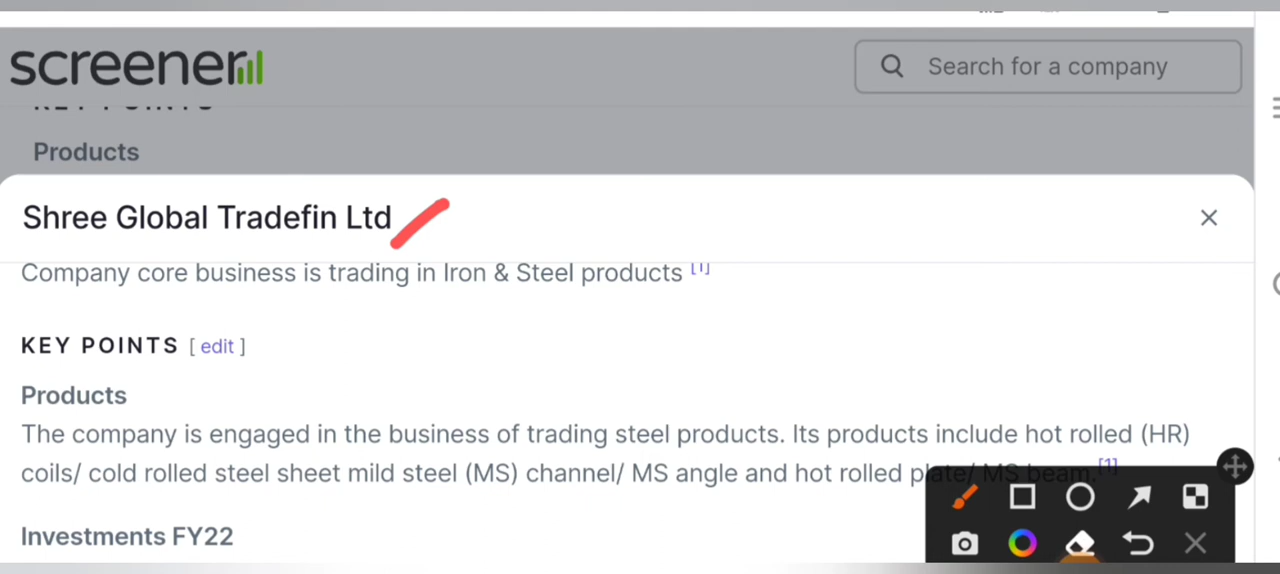 screener
Search for a company
KEY POINTS
Products
Shree Global Tradefin Ltd
Company core business is trading in Iron & Steel products [1]
KEY POINTS [ edit ]
Products
The company is engaged in the business of trading steel products. Its products include hot rolled (HR)
coils/ cold rolled steel sheet mild steel (MS) channel/ MS angle and hot rolled plate/ MS beam.[1]
Investments FY22